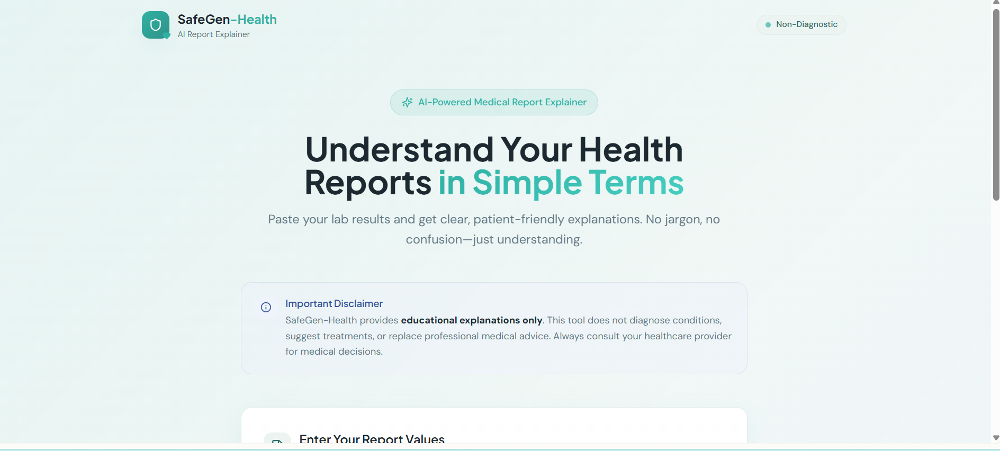 SafeGen-Health
AI Report Explainer
Non-Diagnostic
AI-Powered Medical Report Explainer
Understand Your Health
Reports in Simple Terms
Paste your lab results and get clear, patient-friendly explanations. No jargon, no
confusion—just understanding.
Important Disclaimer
SafeGen-Health provides educational explanations only. This tool does not diagnose conditions,
suggest treatments, or replace professional medical advice. Always consult your healthcare provider
for medical decisions.
Enter Your Report Values